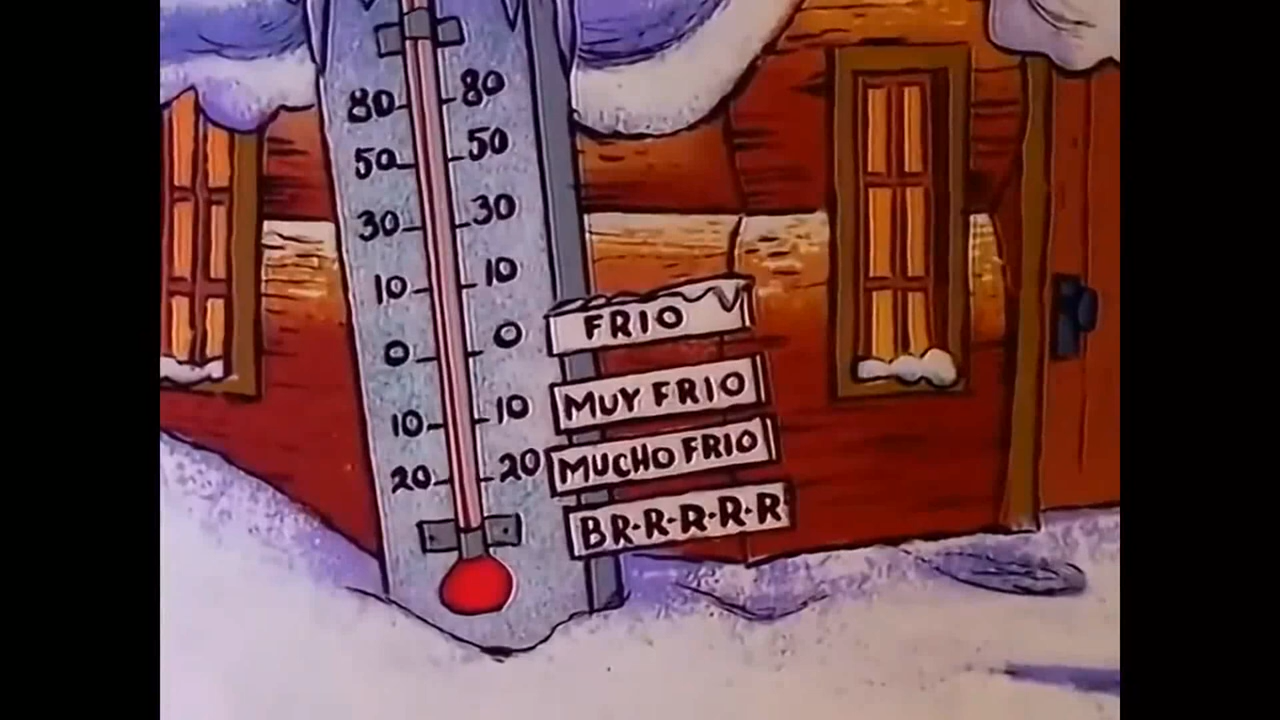 80 80
50 50
30 30
10 10
0 0
10 10
20 20
FRIO
MUY FRIO
MUCHO FRIO
BR-R-R-R-R